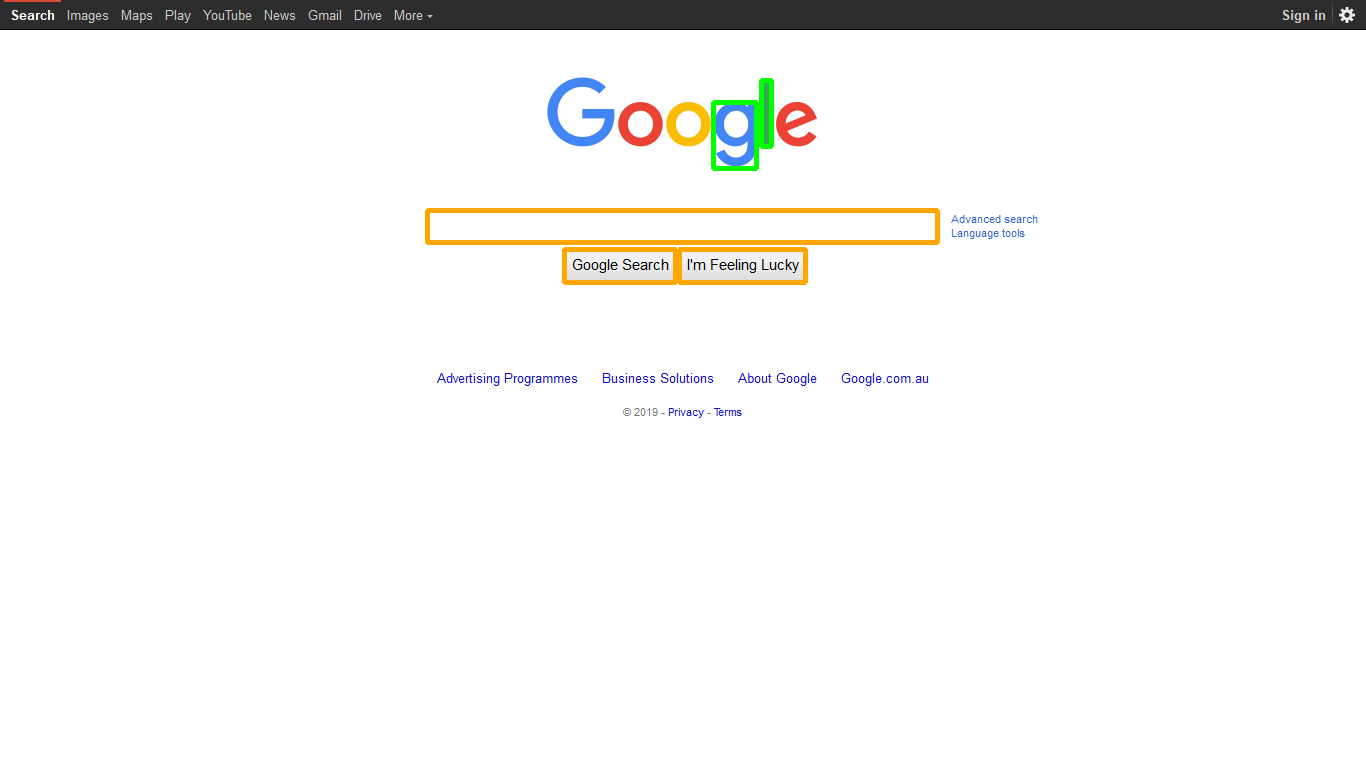 Search Images Maps Play YouTube News Gmail Drive More Sign in
Google
Advanced search
Language tools
Google Search I'm Feeling Lucky
Advertising Programmes Business Solutions About Google Google.com.au
© 2019 - Privacy - Terms